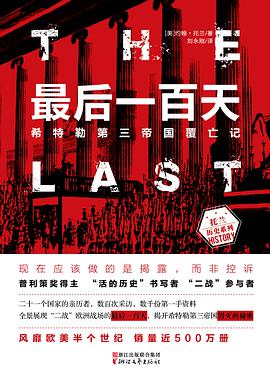 THE
[美]约翰·托兰/著
刘永刚/译
最后一百天
希特勒第三帝国覆亡记
LAST
托兰
历史系列
HISTORY
现在应该做的是揭露，而非控诉
普利策奖得主 “活的历史”书写者 “二战”参与者
二十一个国家的亲历者，数百次采访，数千份第一手资料
全景展现“二战”欧洲战场的最后一百天，揭开希特勒第三帝国毁灭的秘密
风靡欧美半个世纪 销量近500万册
浙江出版联合集团
浙江文艺出版社